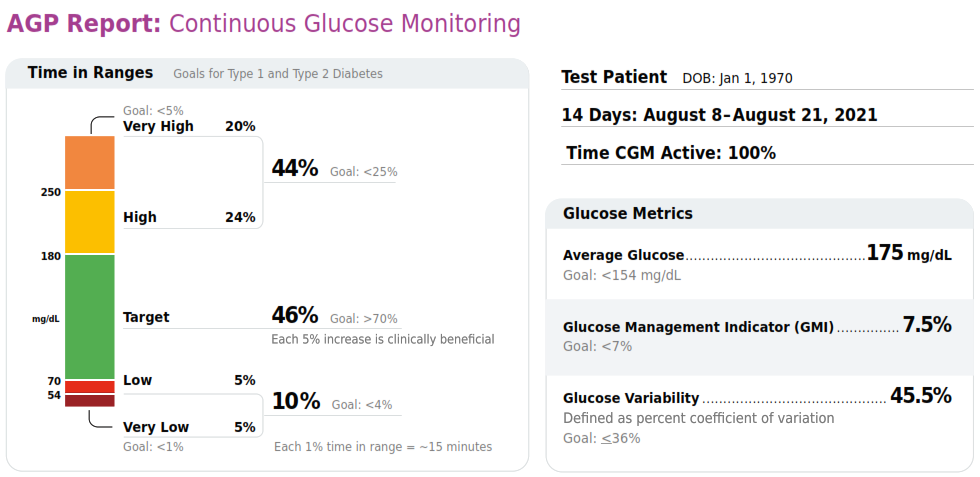 AGP Report: Continuous Glucose Monitoring
Time in Ranges Goals for Type 1 and Type 2 Diabetes
Goal: <5%
Very High 20%
44% Goal: <25%
250
High 24%
180
mg/dL
Target 46% Goal: >70%
Each 5% increase is clinically beneficial
70
Low 5%
54
10% Goal: <4%
Very Low 5%
Goal: <1%
Each 1% time in range = ~15 minutes
Test Patient DOB: Jan 1, 1970
14 Days: August 8–August 21, 2021
Time CGM Active: 100%
Glucose Metrics
Average Glucose...........................................175 mg/dL
Goal: <154 mg/dL
Glucose Management Indicator (GMI)...............7.5%
Goal: <7%
Glucose Variability............................................45.5%
Defined as percent coefficient of variation
Goal: ≤36%